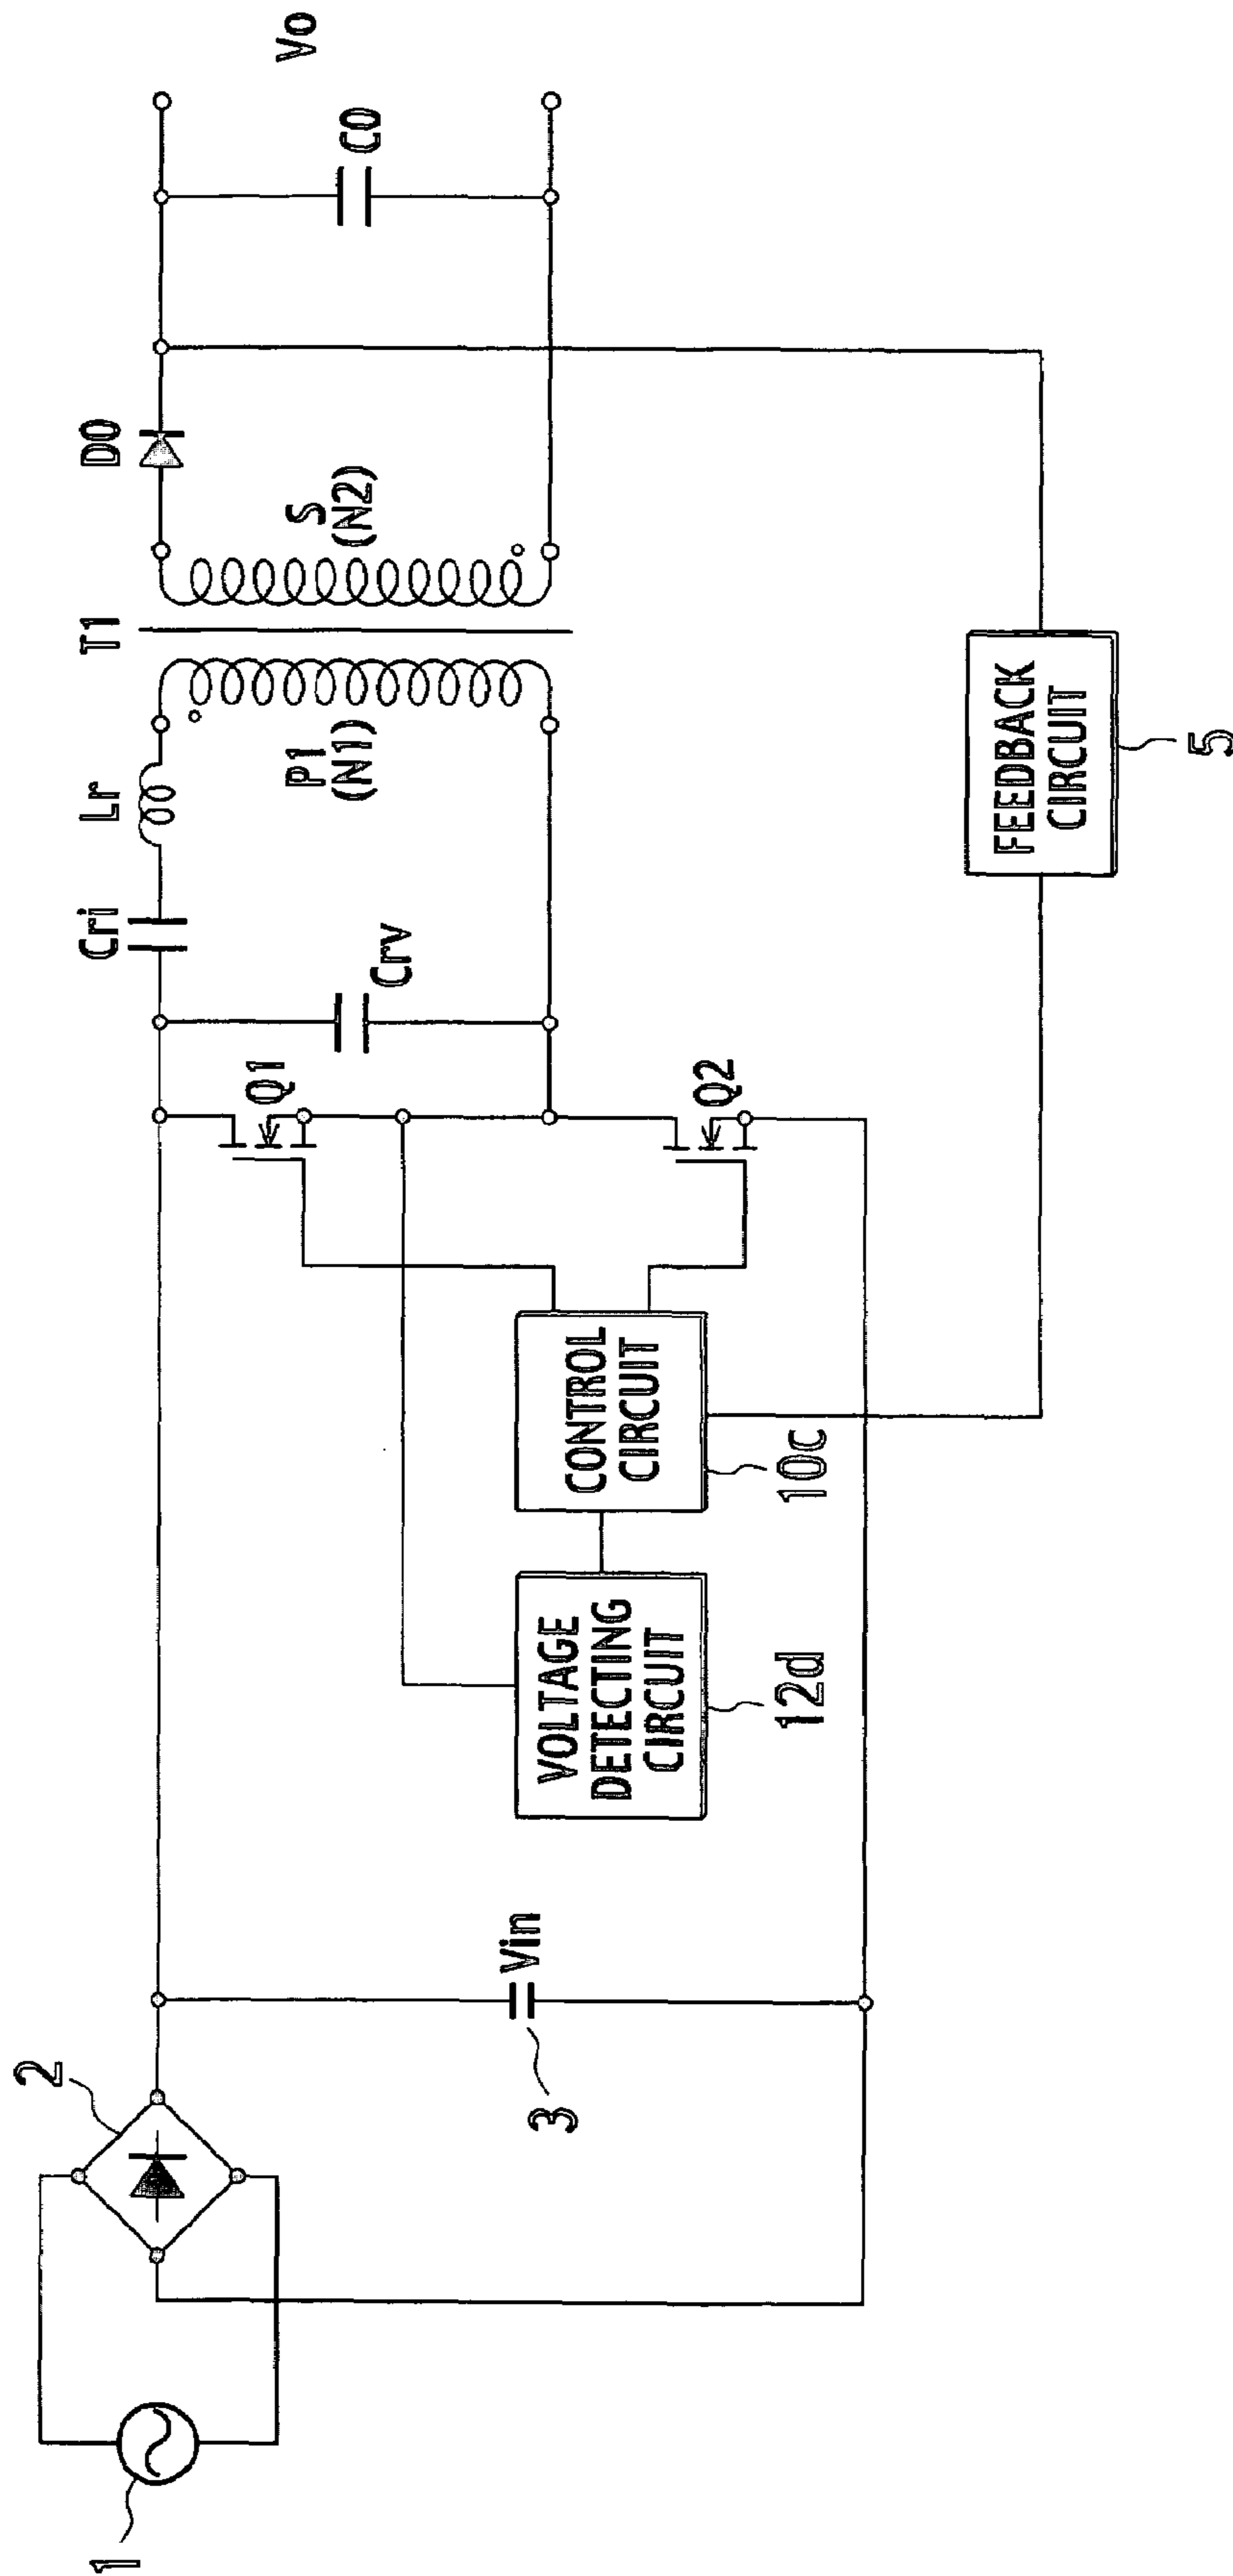 1
2
3
Vin
VOLTAGE
DETECTING
CIRCUIT
12d
CONTROL
CIRCUIT
10c
Q1
Q2
Crv
Cri
Lr
P1
(N1)
T1
S
(N2)
D0
C0
Vo
FEEDBACK
CIRCUIT
5